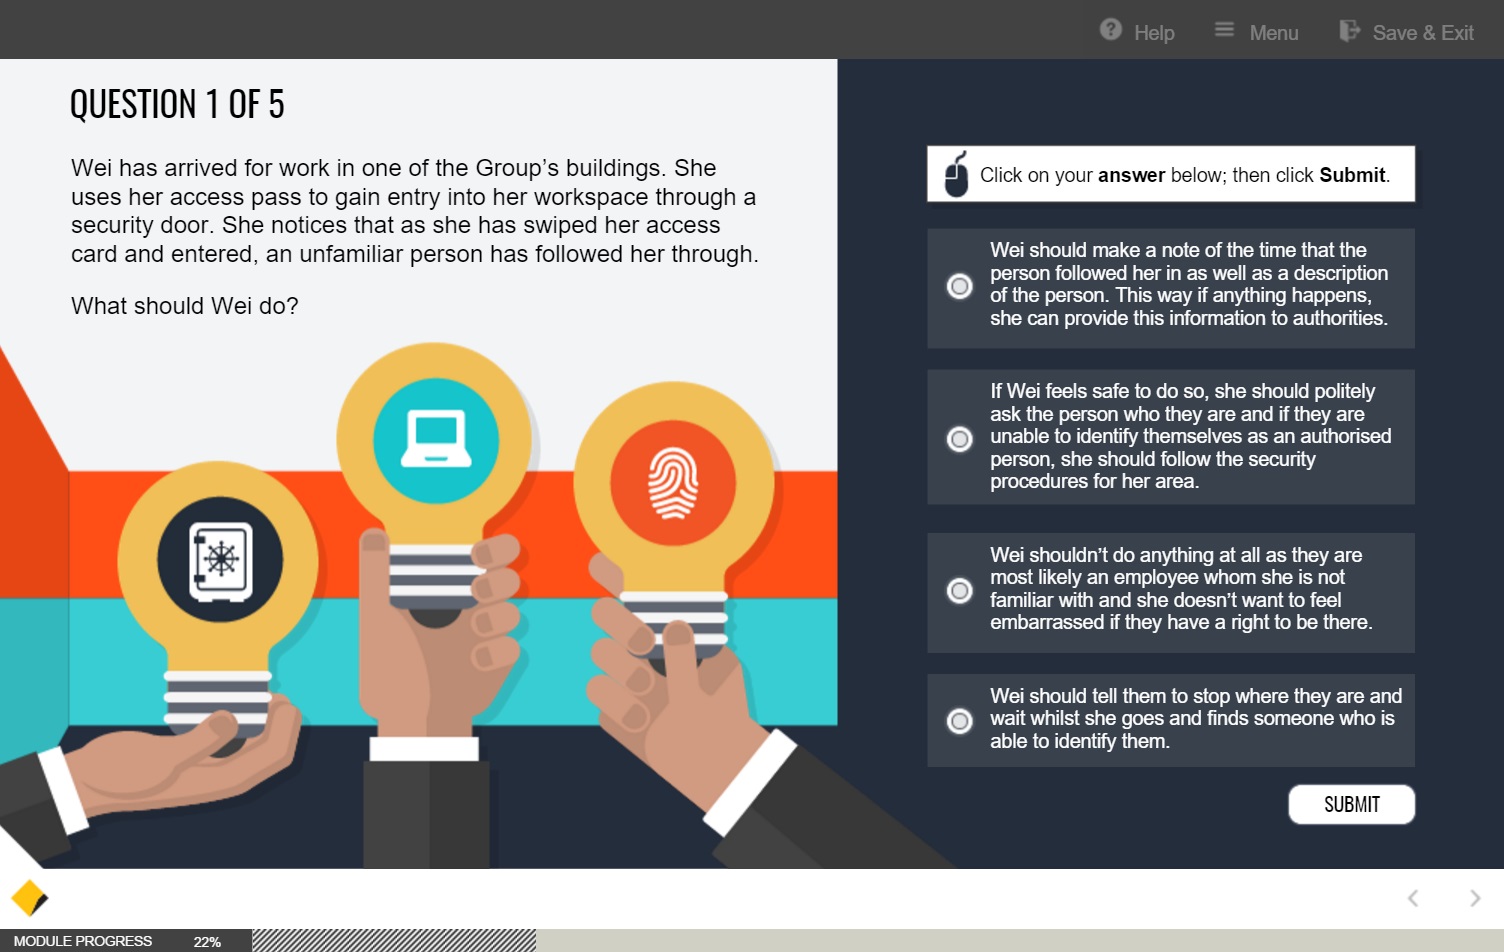 Help
Menu
Save & Exit
QUESTION 1 OF 5
Wei has arrived for work in one of the Group’s buildings. She
uses her access pass to gain entry into her workspace through a
security door. She notices that as she has swiped her access
card and entered, an unfamiliar person has followed her through.
What should Wei do?
Click on your answer below; then click Submit.
Wei should make a note of the time that the
person followed her in as well as a description
of the person. This way if anything happens,
she can provide this information to authorities.
If Wei feels safe to do so, she should politely
ask the person who they are and if they are
unable to identify themselves as an authorised
person, she should follow the security
procedures for her area.
Wei shouldn’t do anything at all as they are
most likely an employee whom she is not
familiar with and she doesn’t want to feel
embarrassed if they have a right to be there.
Wei should tell them to stop where they are and
wait whilst she goes and finds someone who is
able to identify them.
SUBMIT
MODULE PROGRESS 22%